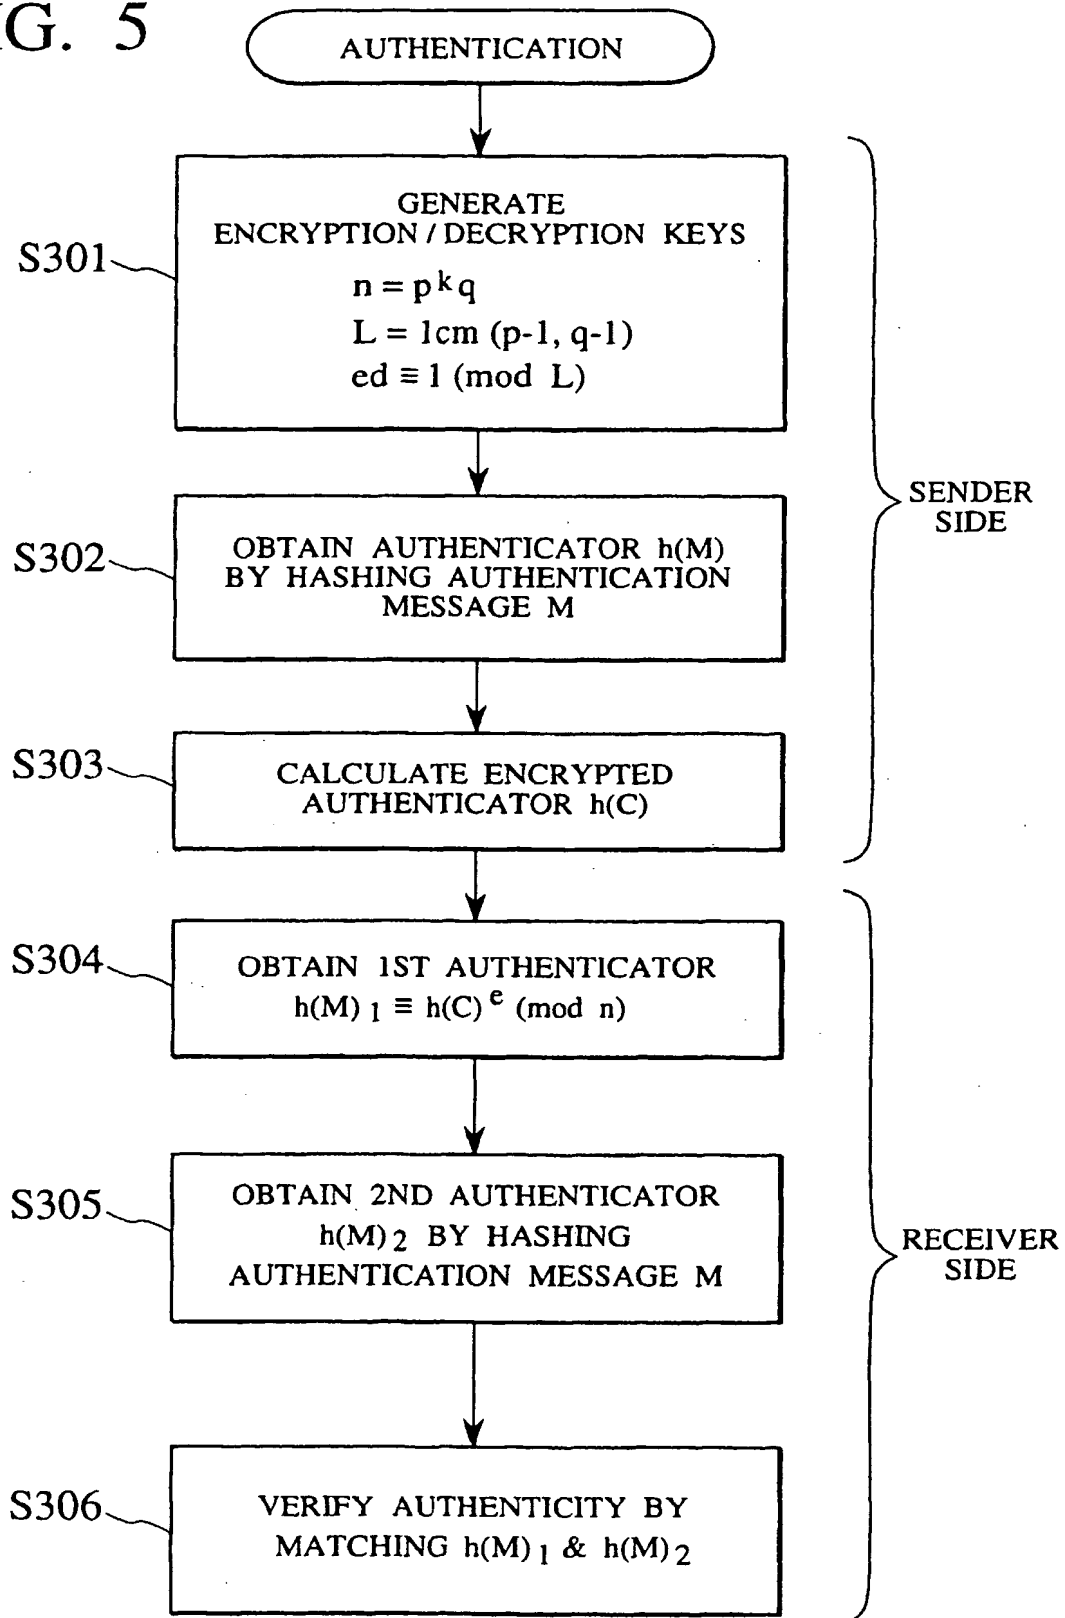 IG. 5
AUTHENTICATION
S301
GENERATE
ENCRYPTION / DECRYPTION KEYS
n = p^k q
L = 1cm (p-1, q-1)
ed ≡ 1 (mod L)
S302
OBTAIN AUTHENTICATOR h(M)
BY HASHING AUTHENTICATION
MESSAGE M
S303
CALCULATE ENCRYPTED
AUTHENTICATOR h(C)
SENDER
SIDE
S304
OBTAIN 1ST AUTHENTICATOR
h(M)₁ ≡ h(C)^e (mod n)
S305
OBTAIN 2ND AUTHENTICATOR
h(M)₂ BY HASHING
AUTHENTICATION MESSAGE M
S306
VERIFY AUTHENTICITY BY
MATCHING h(M)₁ & h(M)₂
RECEIVER
SIDE